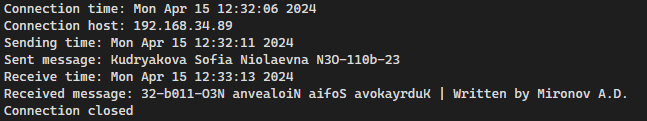 Connection time: Mon Apr 15 12:32:06 2024
Connection host: 192.168.34.89
Sending time: Mon Apr 15 12:32:11 2024
Sent message: Kudryakova Sofia Niolaevna N3O-110b-23
Receive time: Mon Apr 15 12:33:13 2024
Received message: 32-b011-O3N anvealoiN aifoS avokayrduK | Written by Mironov A.D.
Connection closed